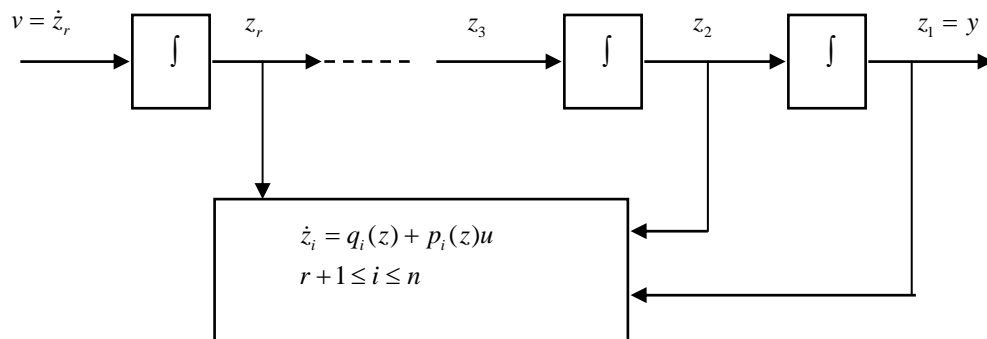 v = ż_r
z_r
z_3
z_2
z_1 = y
∫
∫
∫
ż_i = q_i(z) + p_i(z)u
r + 1 ≤ i ≤ n